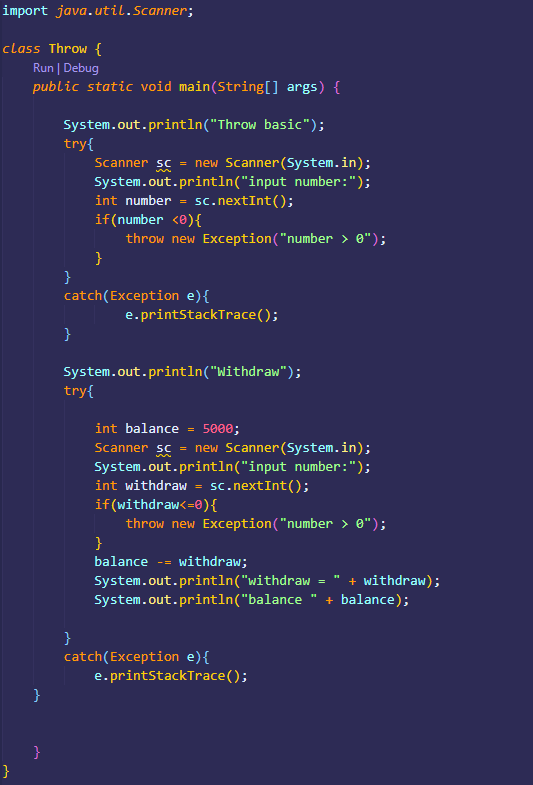 import java.util.Scanner;
class Throw {
Run | Debug
public static void main(String[] args) {
System.out.println("Throw basic");
try{
Scanner sc = new Scanner(System.in);
System.out.println("input number:");
int number = sc.nextInt();
if(number <0){
throw new Exception("number > 0");
}
}
catch(Exception e){
e.printStackTrace();
}
System.out.println("Withdraw");
try{
int balance = 5000;
Scanner sc = new Scanner(System.in);
System.out.println("input number:");
int withdraw = sc.nextInt();
if(withdraw<=0){
throw new Exception("number > 0");
}
balance -= withdraw;
System.out.println("withdraw = " + withdraw);
System.out.println("balance " + balance);
}
catch(Exception e){
e.printStackTrace();
}
}
}